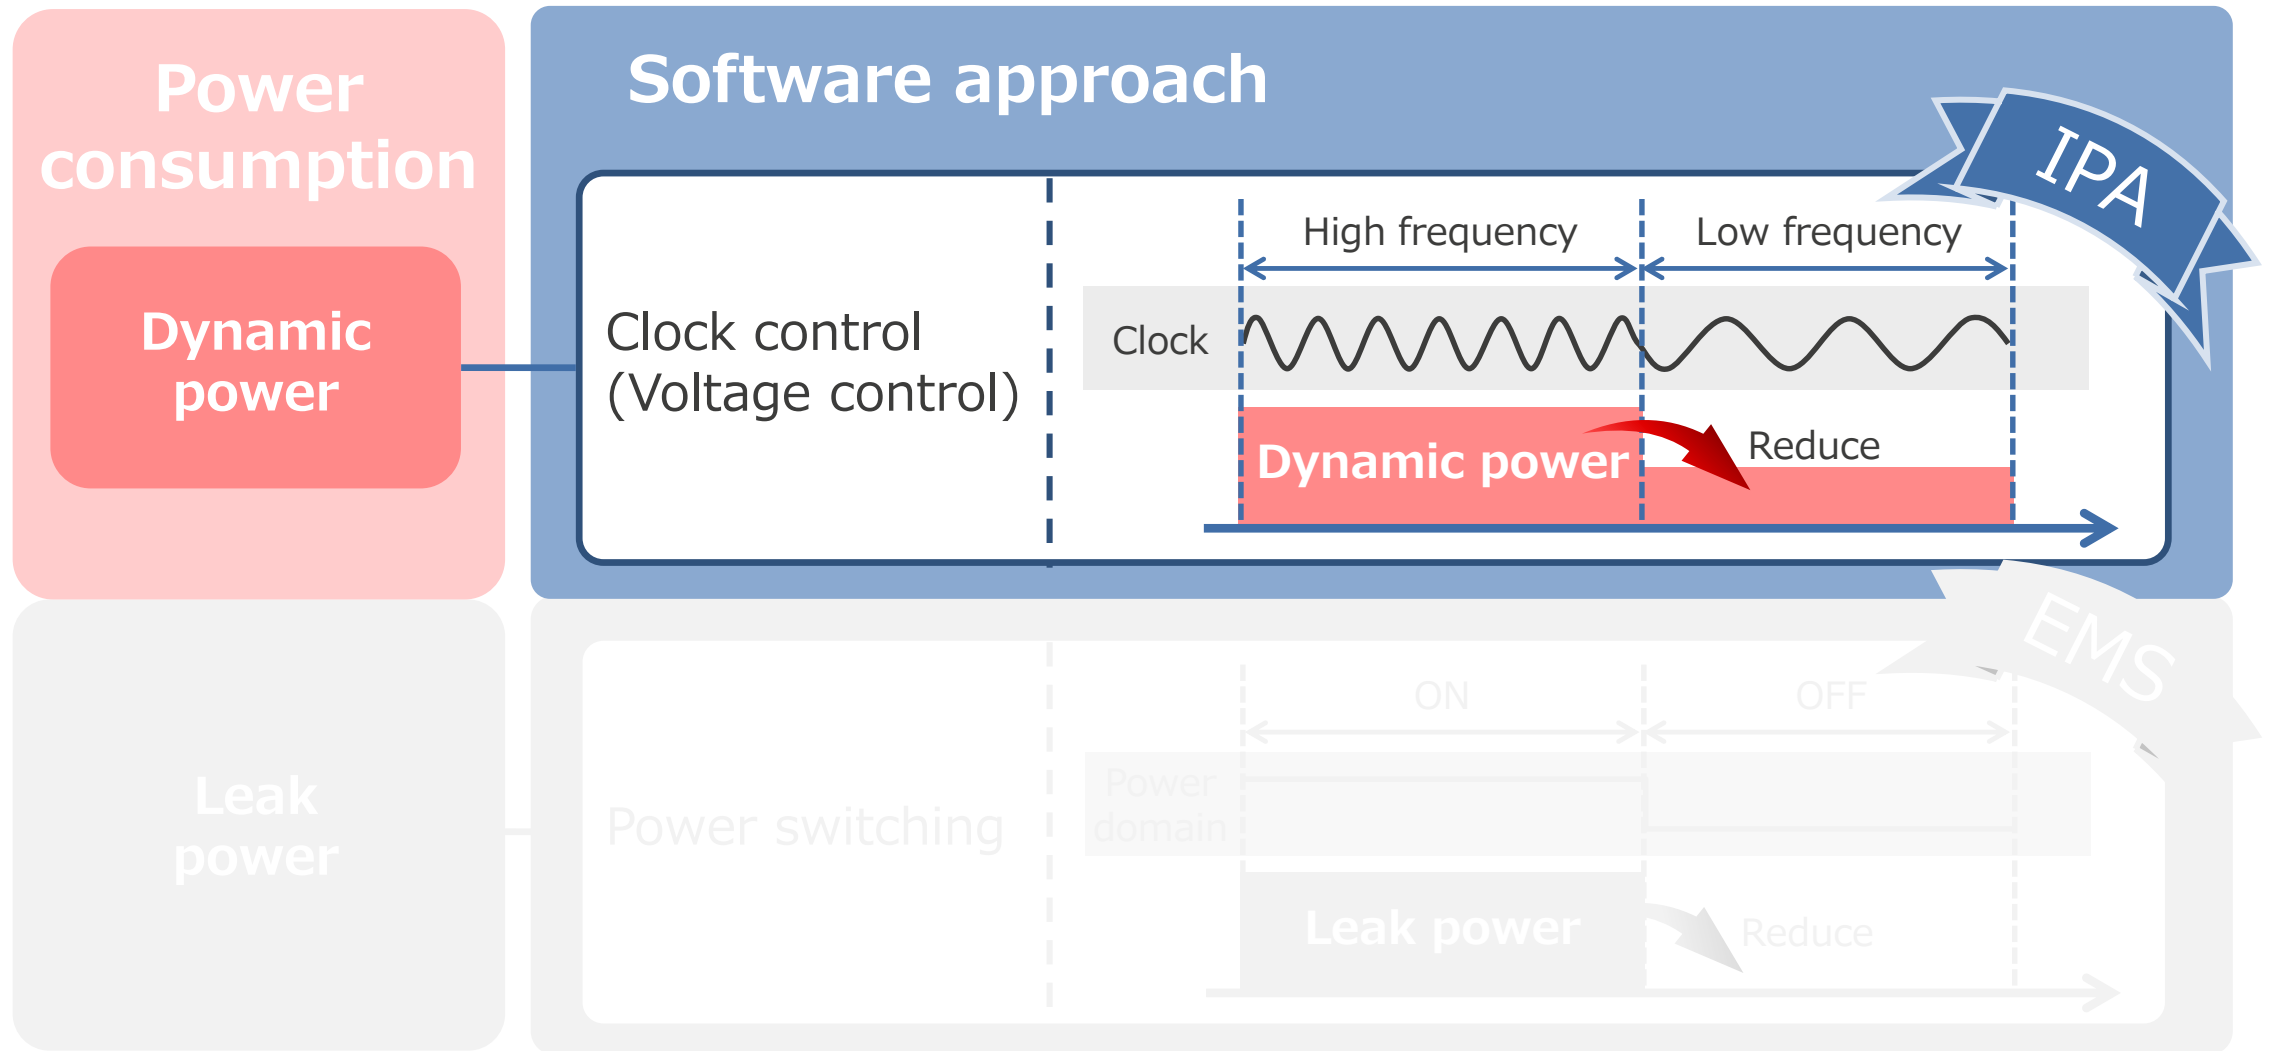 Power
consumption
Software approach
IPA
Dynamic
power
Clock control
(Voltage control)
High frequency
Low frequency
Clock
Dynamic power
Reduce
EMS
Leak
power
Power switching
ON
OFF
Power
domain
Leak power
Reduce